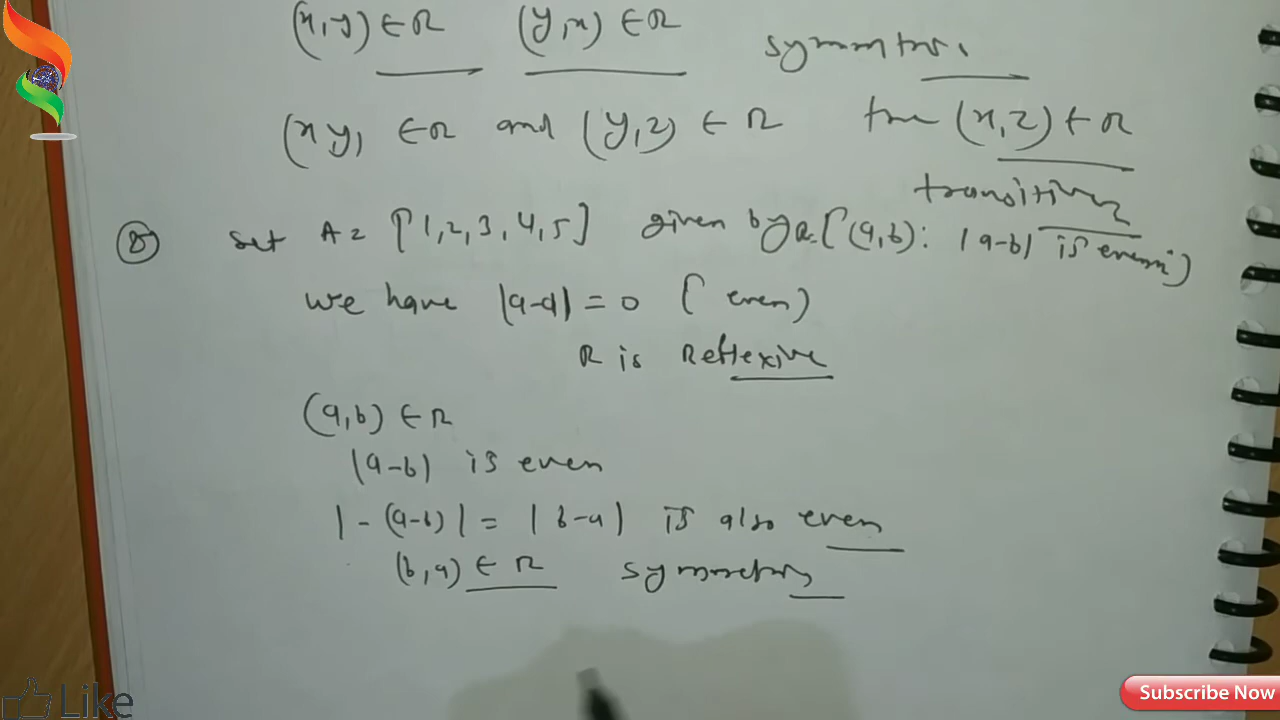 (x,y) ∈ R (y,x) ∈ R symmetric
(x y) ∈ R and (y,z) ∈ R then (x,z) ∈ R
transitive
⑧ Set A = [1,2,3,4,5] given by R [(a,b): |a-b| is even)
we have |a-a| = 0 (even)
R is Reflexive
(a,b) ∈ R
|a-b| is even
|-(a-b)| = |b-a| is also even
(b,a) ∈ R symmetric
Like
Subscribe Now